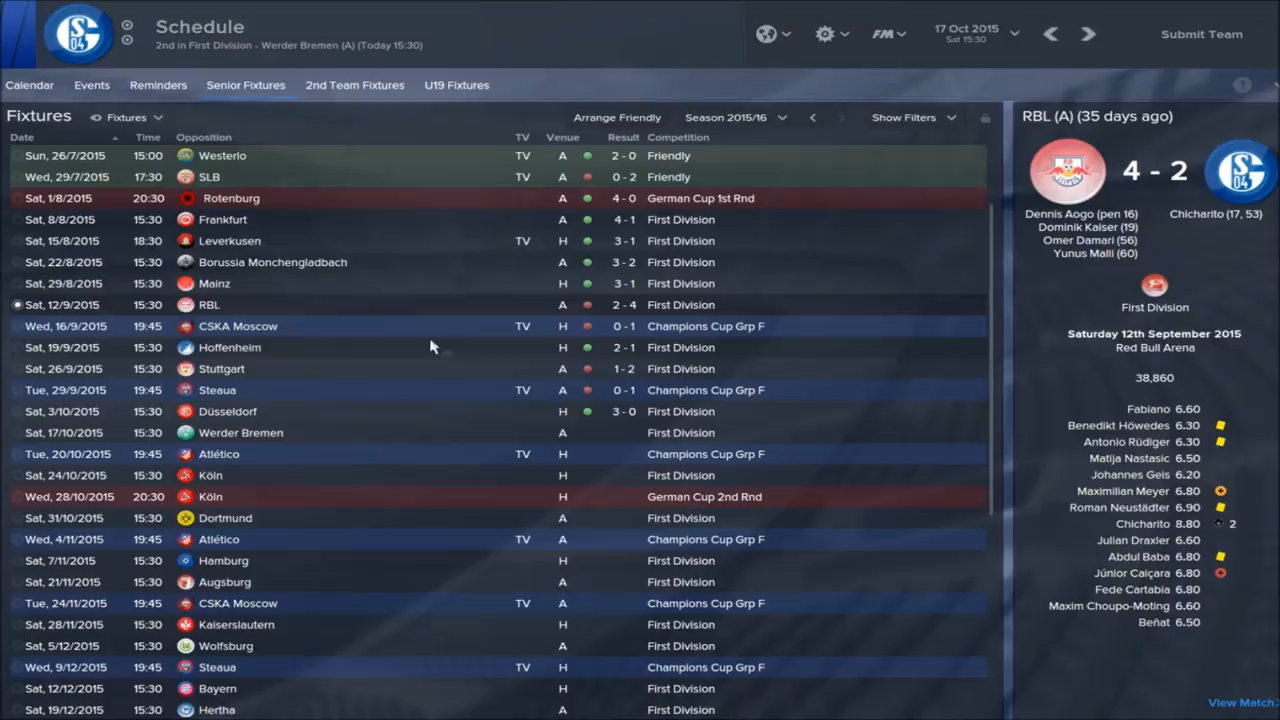 Schedule
2nd in First Division - Werder Bremen (A) (Today 15:30)
FM
17 Oct 2015
Sat 15:30
Submit Team
Calendar Events Reminders Senior Fixtures 2nd Team Fixtures U19 Fixtures
Fixtures Fixtures Arrange Friendly Season 2015/16 Show Filters
Date Time Opposition TV Venue Result Competition
Sun, 26/7/2015 15:00 Westerlo TV A 2 - 0 Friendly
Wed, 29/7/2015 17:30 SLB TV A 0 - 2 Friendly
Sat, 1/8/2015 20:30 Rotenburg A 4 - 0 German Cup 1st Rnd
Sat, 8/8/2015 15:30 Frankfurt A 4 - 1 First Division
Sat, 15/8/2015 18:30 Leverkusen TV H 3 - 1 First Division
Sat, 22/8/2015 15:30 Borussia Monchengladbach A 3 - 2 First Division
Sat, 29/8/2015 15:30 Mainz H 3 - 1 First Division
Sat, 12/9/2015 15:30 RBL A 2 - 4 First Division
Wed, 16/9/2015 19:45 CSKA Moscow TV H 0 - 1 Champions Cup Grp F
Sat, 19/9/2015 15:30 Hoffenheim H 2 - 1 First Division
Sat, 26/9/2015 15:30 Stuttgart A 1 - 2 First Division
Tue, 29/9/2015 19:45 Steaua TV A 0 - 1 Champions Cup Grp F
Sat, 3/10/2015 15:30 Düsseldorf H 3 - 0 First Division
Sat, 17/10/2015 15:30 Werder Bremen A First Division
Tue, 20/10/2015 19:45 Atlético TV H Champions Cup Grp F
Sat, 24/10/2015 15:30 Köln H First Division
Wed, 28/10/2015 20:30 Köln H German Cup 2nd Rnd
Sat, 31/10/2015 15:30 Dortmund A First Division
Wed, 4/11/2015 19:45 Atlético TV A Champions Cup Grp F
Sat, 7/11/2015 15:30 Hamburg H First Division
Sat, 21/11/2015 15:30 Augsburg A First Division
Tue, 24/11/2015 19:45 CSKA Moscow TV A Champions Cup Grp F
Sat, 28/11/2015 15:30 Kaiserslautern H First Division
Sat, 5/12/2015 15:30 Wolfsburg A First Division
Wed, 9/12/2015 19:45 Steaua TV H Champions Cup Grp F
Sat, 12/12/2015 15:30 Bayern H First Division
Sat, 19/12/2015 15:30 Hertha A First Division
RBL (A) (35 days ago)
4 - 2
Dennis Aogo (pen 16) Chicharito (17, 53)
Dominik Kaiser (19)
Omer Damari (56)
Yunus Malli (60)
First Division
Saturday 12th September 2015
Red Bull Arena
38,860
Fabiano 6.60
Benedikt Höwedes 6.30
Antonio Rüdiger 6.30
Matija Nastasic 6.50
Johannes Geis 6.20
Maximilian Meyer 6.80
Roman Neustädter 6.90
Chicharito 8.80 2
Julian Draxler 6.60
Abdul Baba 6.80
Júnior Caiçara 6.80
Fede Cartabia 6.80
Maxim Choupo-Moting 6.60
Beñat 6.50
View Match